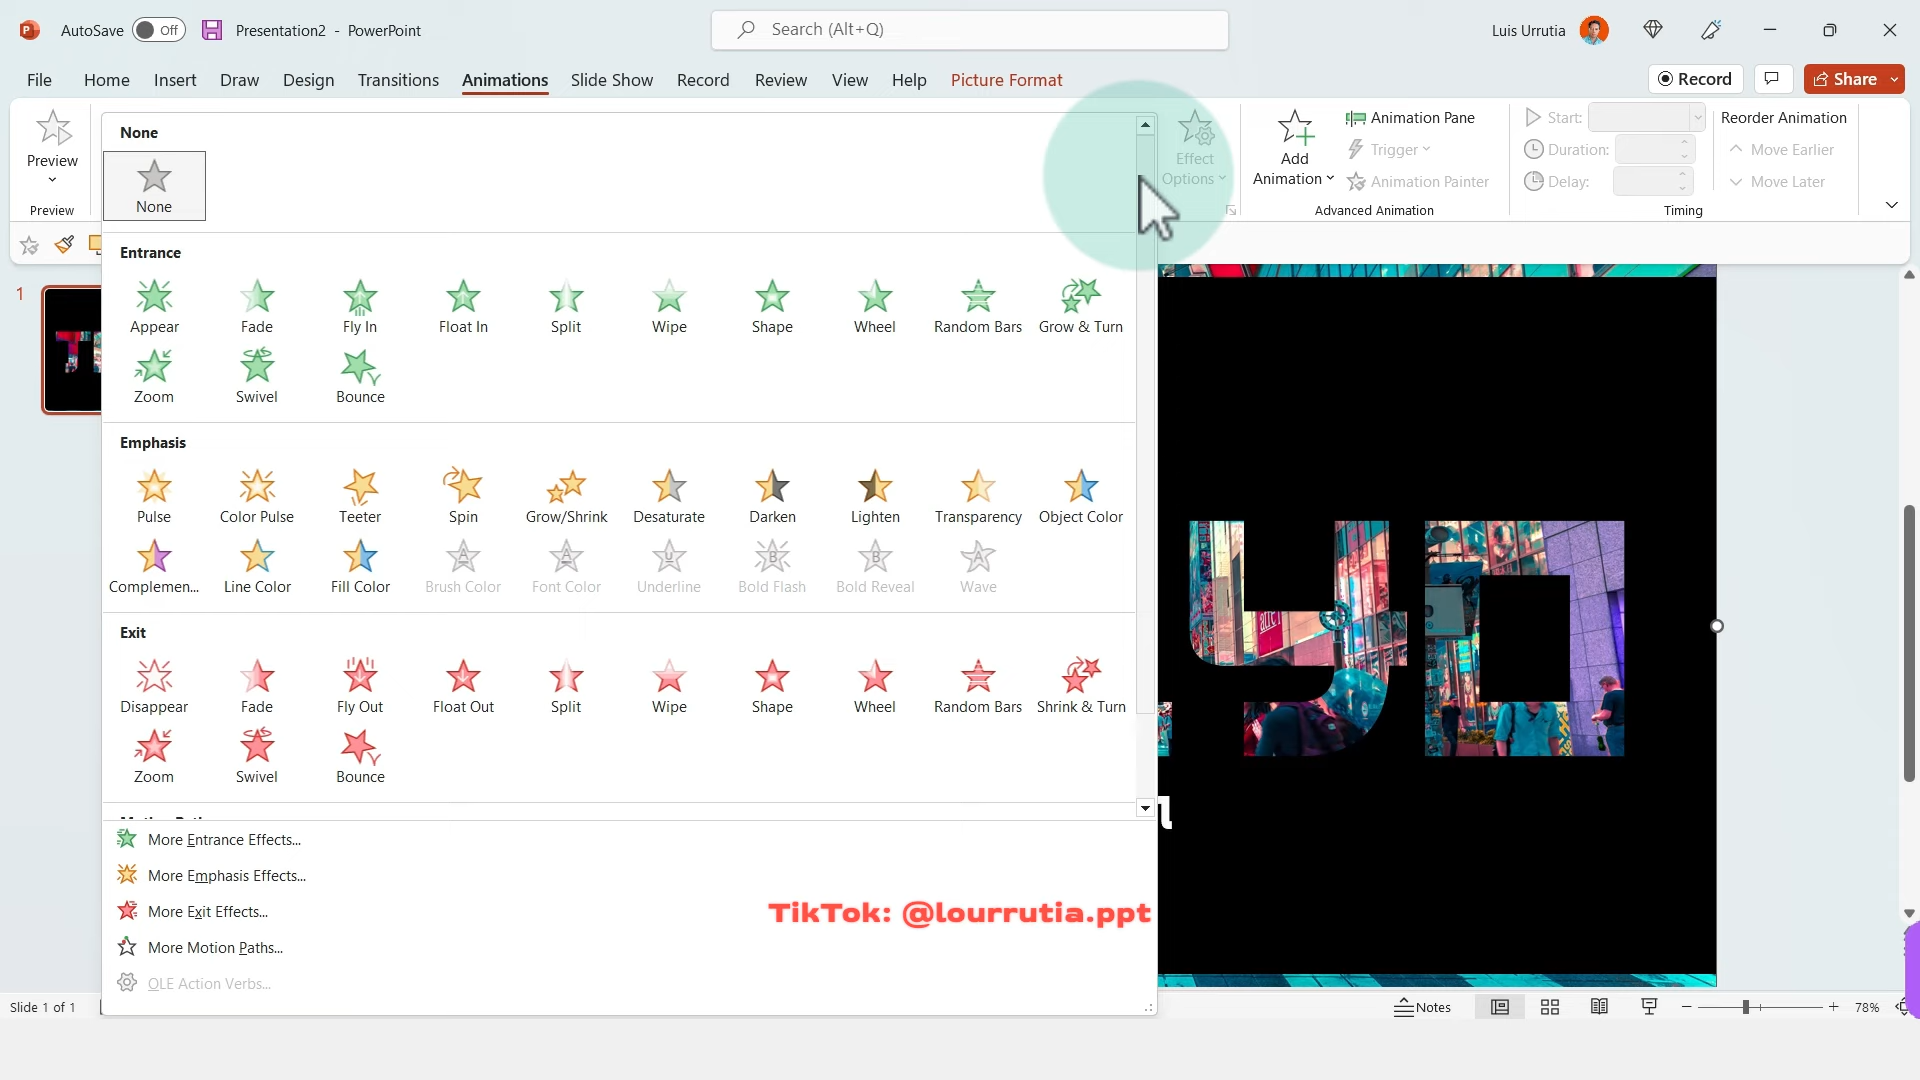 AutoSave Off Presentation2 - PowerPoint Search (Alt+Q) Luis Urrutia
File Home Insert Draw Design Transitions Animations Slide Show Record Review View Help Picture Format Record Share
Preview
Preview
None
None
Effect
Options
Add
Animation
Animation Pane
Trigger
Animation Painter
Advanced Animation
Start:
Duration:
Delay:
Timing
Reorder Animation
Move Earlier
Move Later
1
Entrance
Appear Fade Fly In Float In Split Wipe Shape Wheel Random Bars Grow & Turn
Zoom Swivel Bounce
Emphasis
Pulse Color Pulse Teeter Spin Grow/Shrink Desaturate Darken Lighten Transparency Object Color
Complemen... Line Color Fill Color Brush Color Font Color Underline Bold Flash Bold Reveal Wave
Exit
Disappear Fade Fly Out Float Out Split Wipe Shape Wheel Random Bars Shrink & Turn
Zoom Swivel Bounce
More Entrance Effects...
More Emphasis Effects...
More Exit Effects...
More Motion Paths...
OLE Action Verbs...
yo
TikTok: @lourrutia.ppt
Slide 1 of 1 Notes 78%